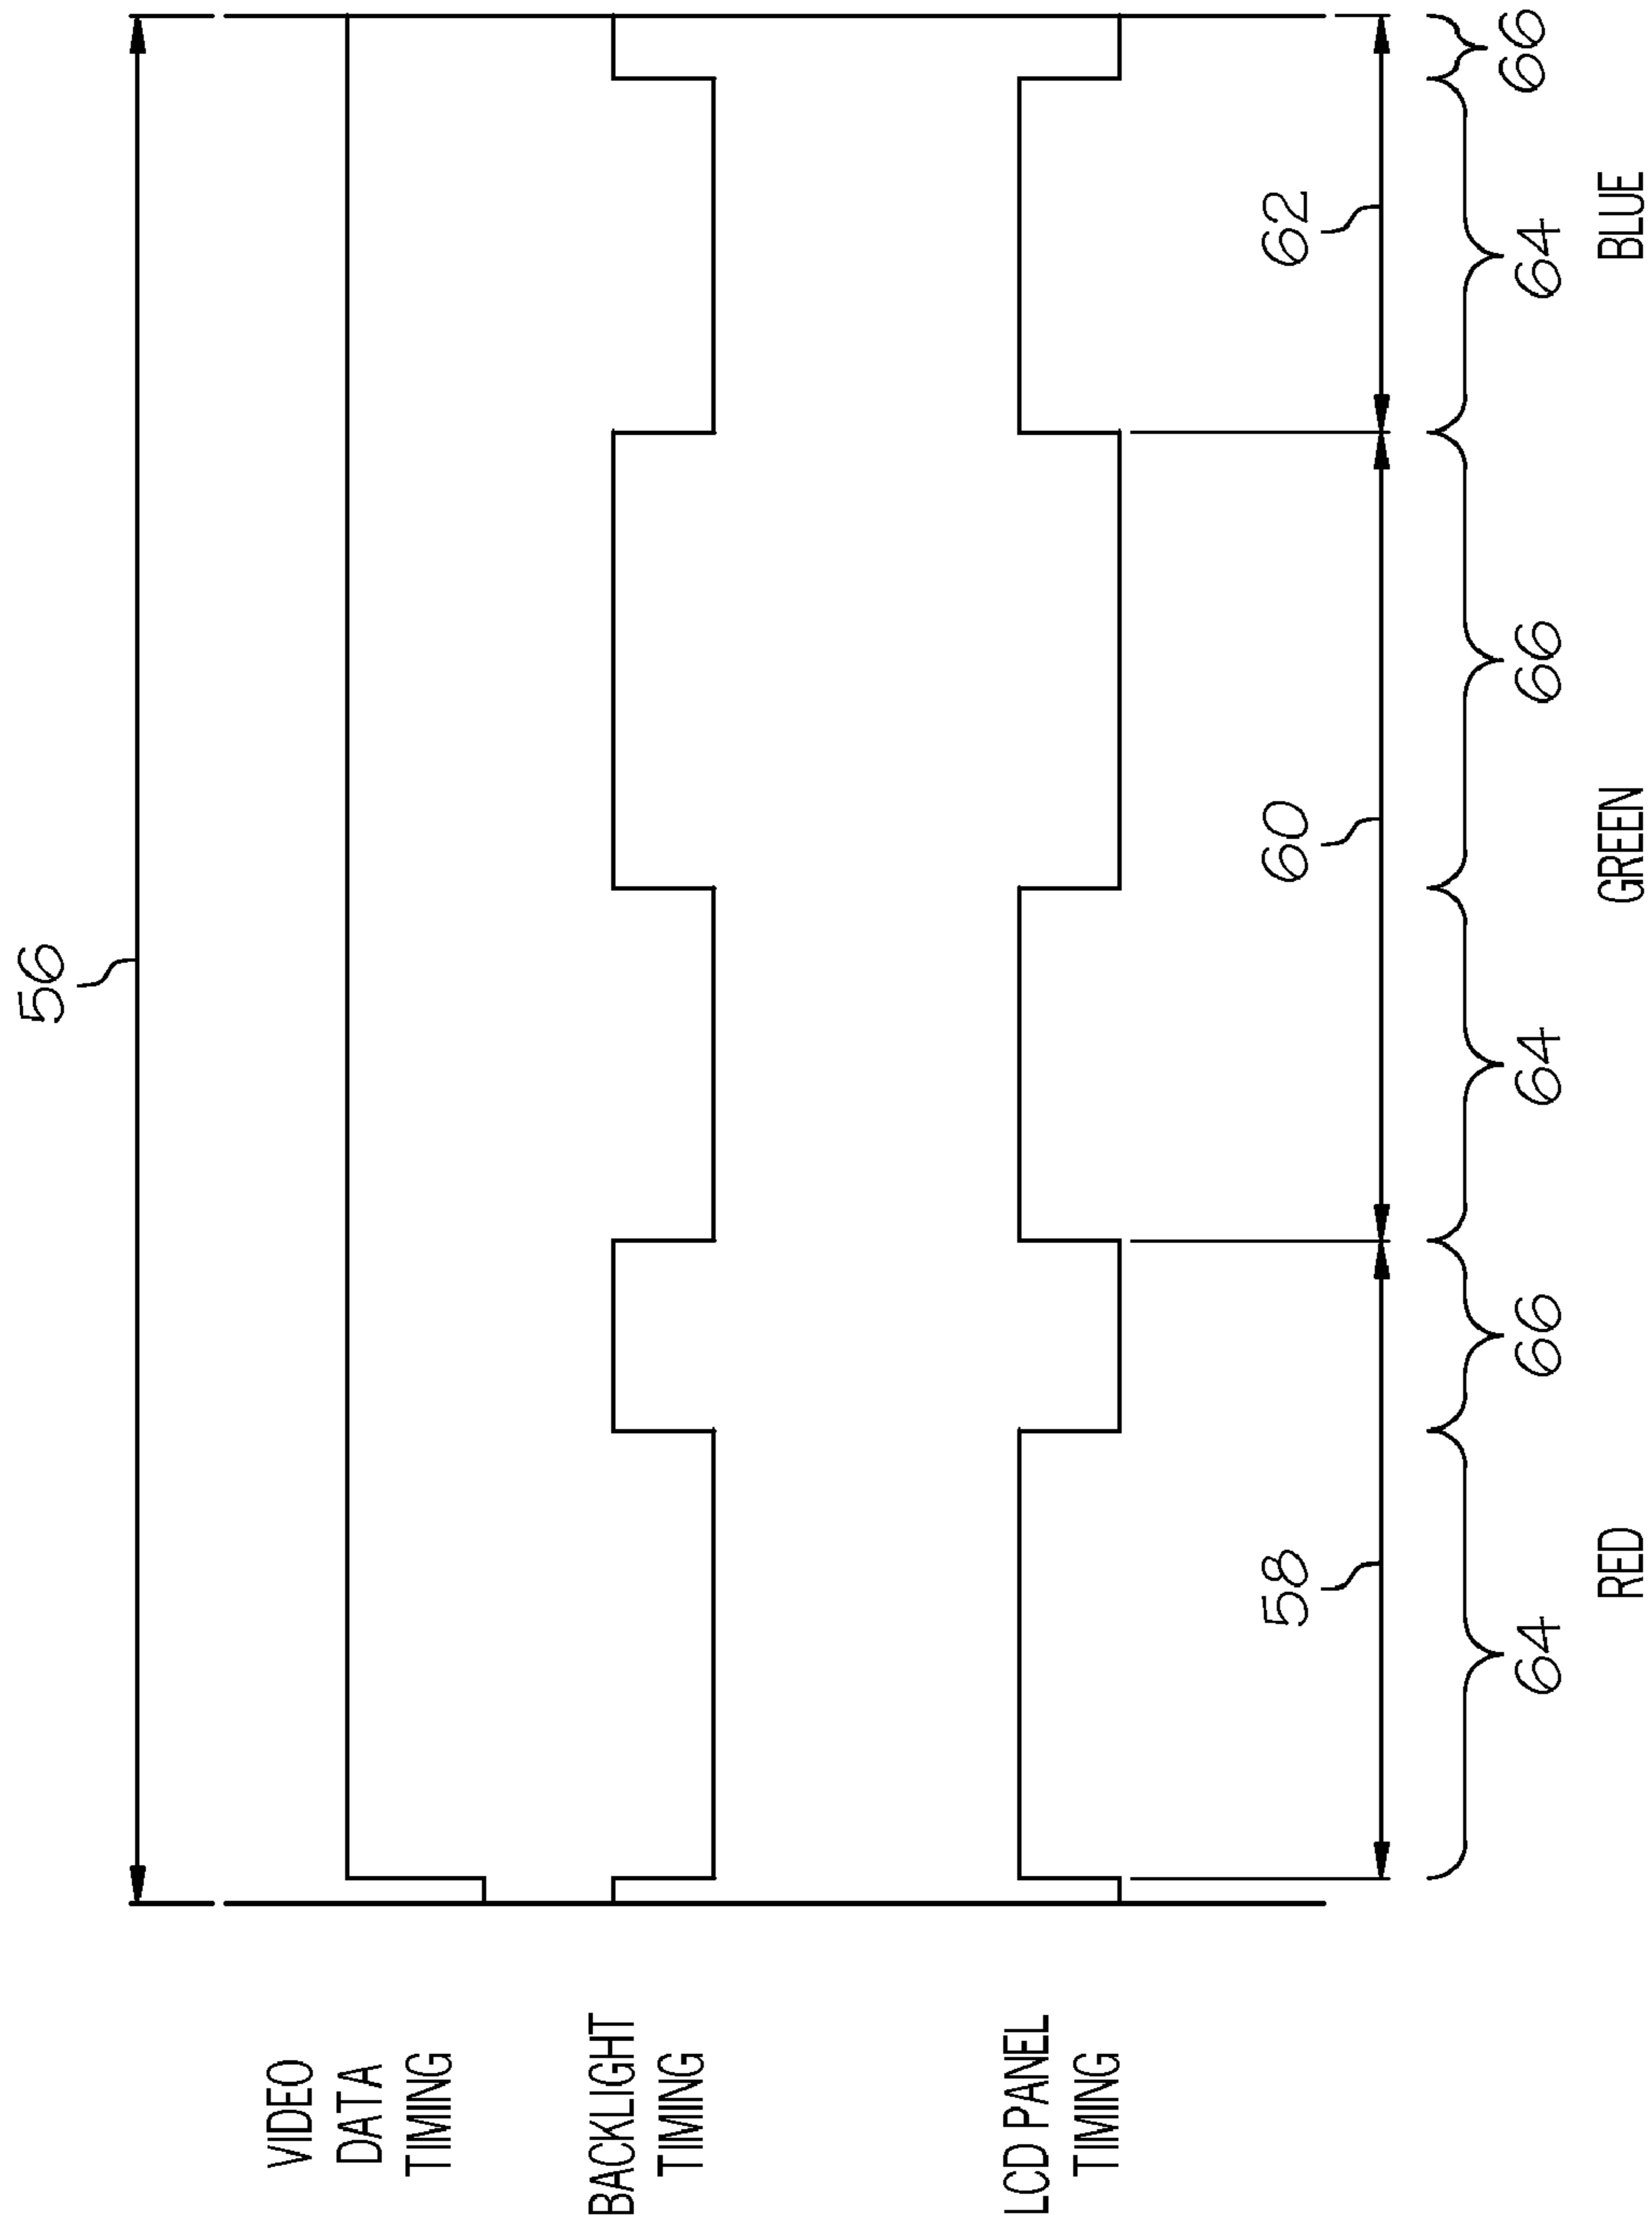 56
VIDEO
DATA
TIMING
BACKLIGHT
TIMING
LCD PANEL
TIMING
58
60
62
64
66
64
66
64
66
RED
GREEN
BLUE